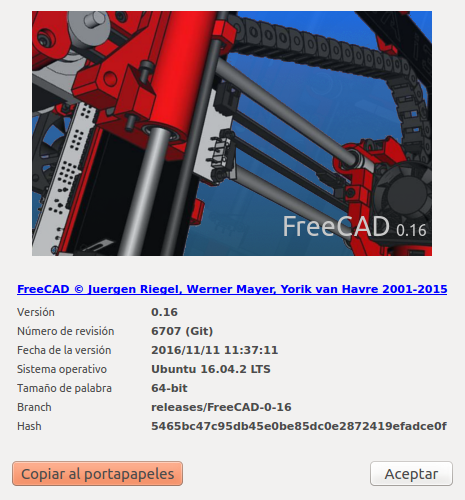 FreeCAD 0.16
FreeCAD © Juergen Riegel, Werner Mayer, Yorik van Havre 2001-2015
Versión 0.16
Número de revisión 6707 (Git)
Fecha de la versión 2016/11/11 11:37:11
Sistema operativo Ubuntu 16.04.2 LTS
Tamaño de palabra 64-bit
Branch releases/FreeCAD-0-16
Hash 5465bc47c95db45e0be85dc0e2872419efadce0f
Copiar al portapapeles Aceptar